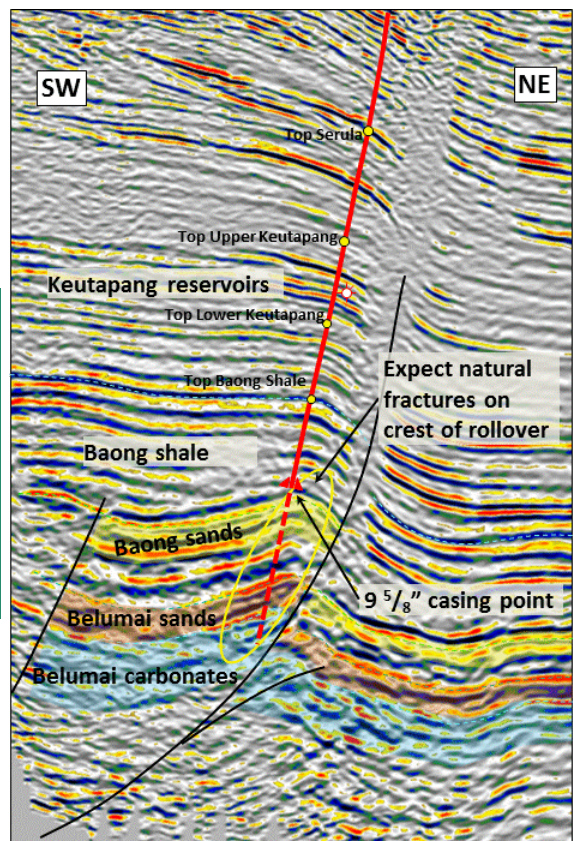 SW
NE
Top Serula
Top Upper Keutapang
Keutapang reservoirs
Top Lower Keutapang
Expect natural
fractures on
crest of rollover
Top Baong Shale
Baong shale
Baong sands
9 5/8” casing point
Belumai sands
Belumai carbonates